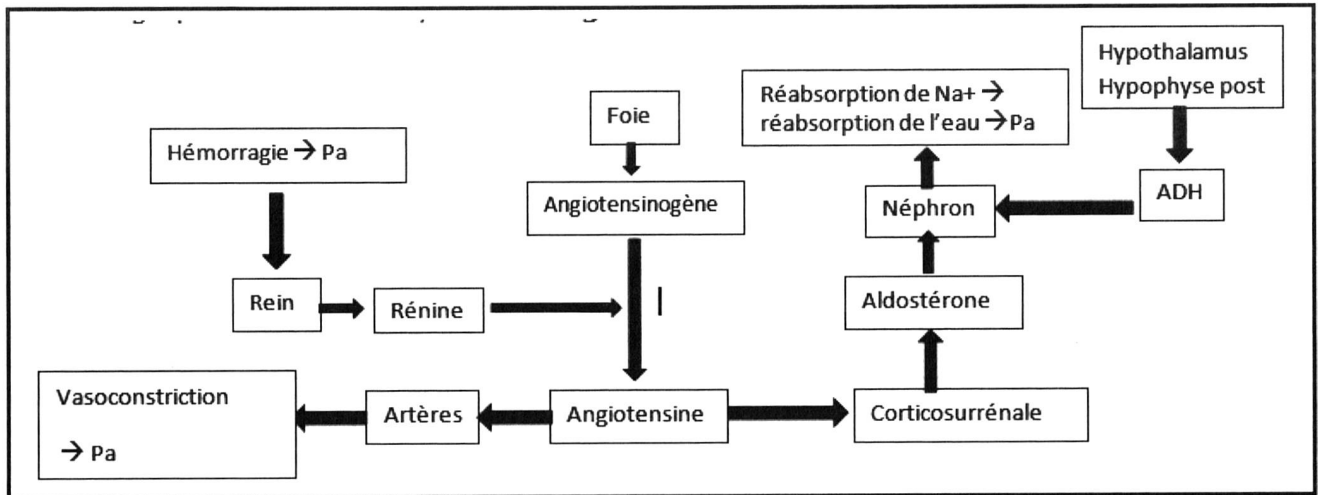 Hypothalamus
Hypophyse post
Réabsorption de Na+ →
réabsorption de l'eau →Pa
Foie
Hémorragie → Pa
Angiotensinogène
Néphron
ADH
Rein
Rénine
Aldostérone
Vasoconstriction
→ Pa
Artères
Angiotensine
Corticosurrénale